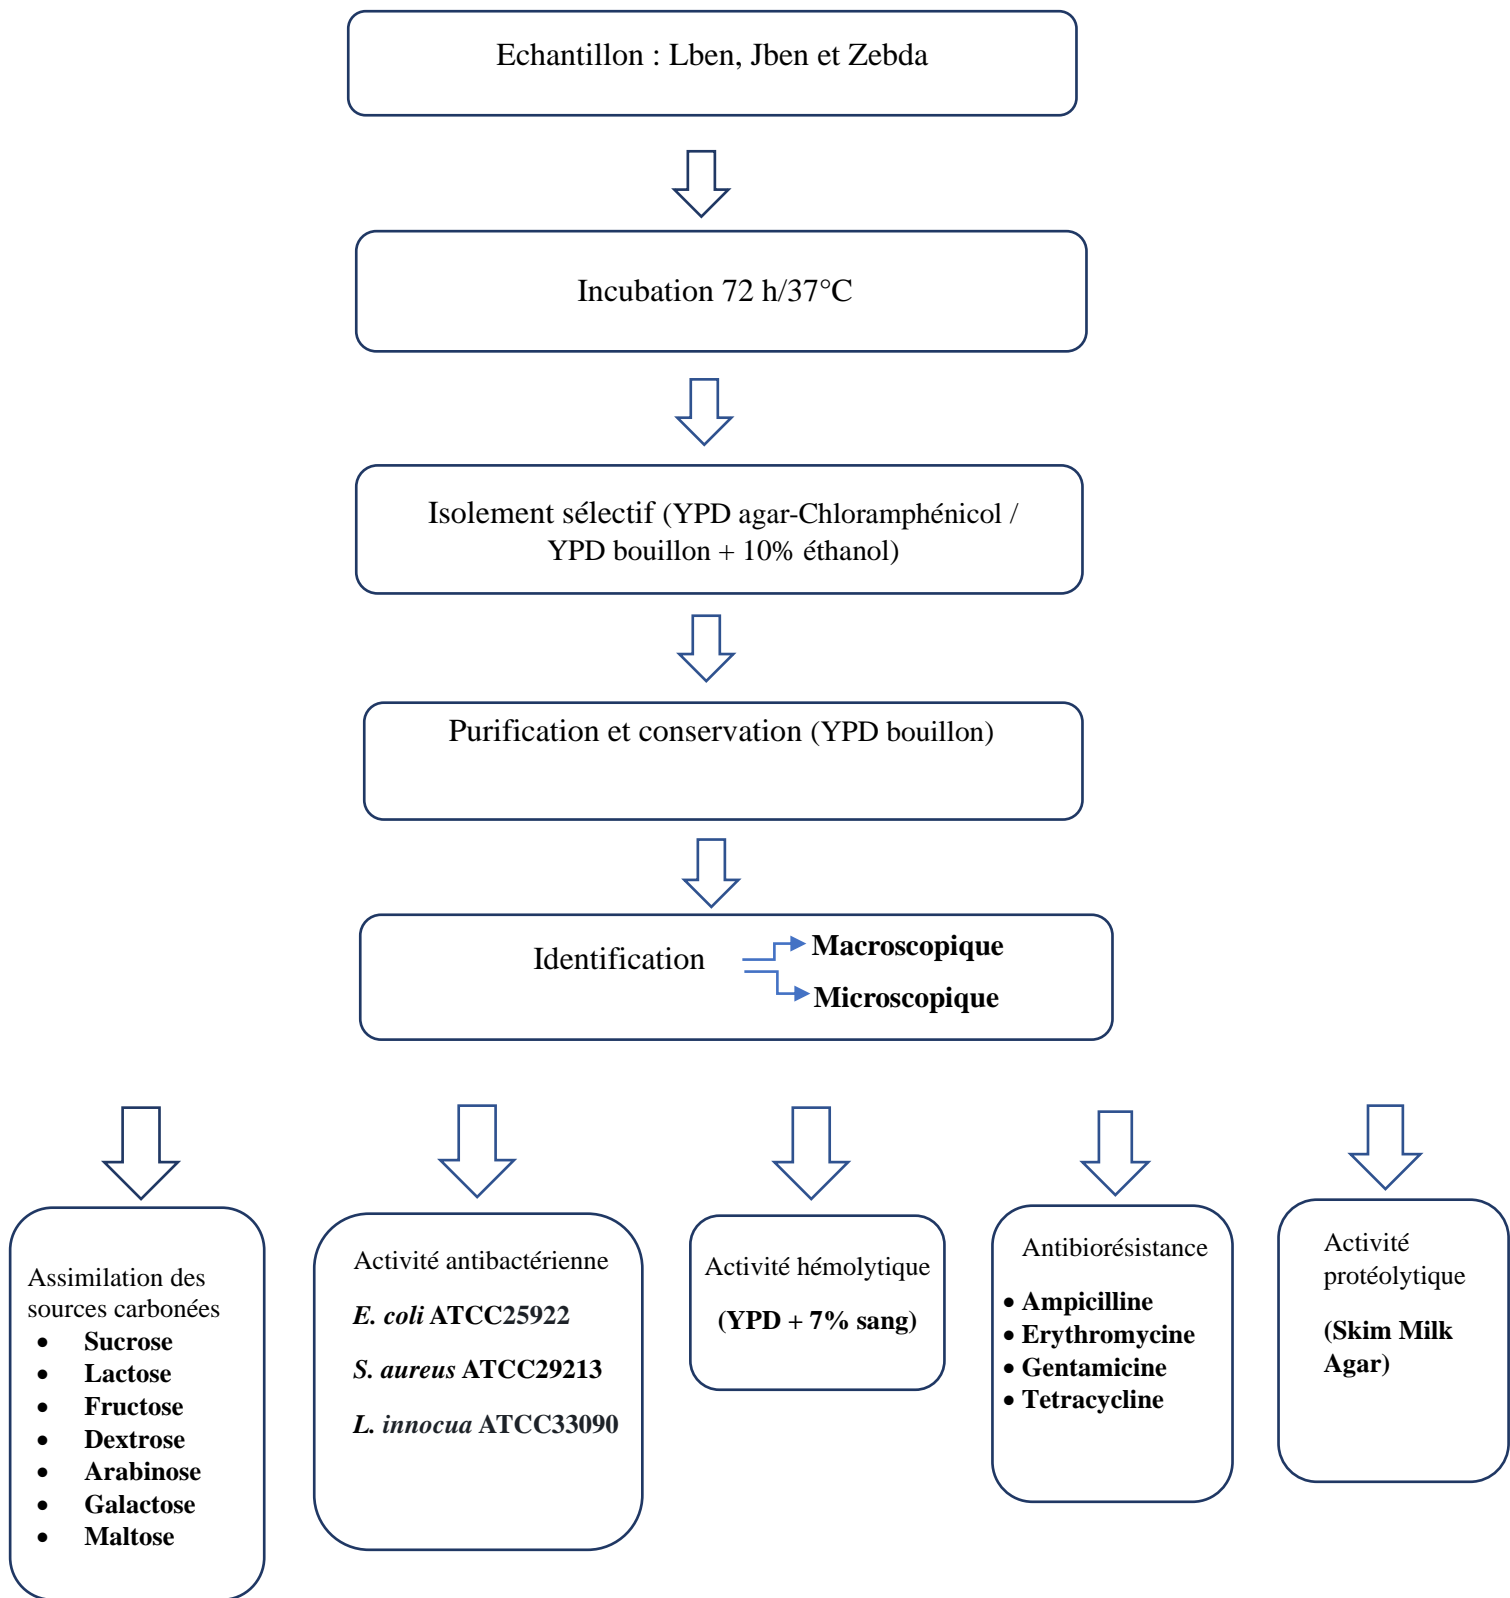 Echantillon : Lben, Jben et Zebda
Incubation 72 h/37°C
Isolement sélectif (YPD agar-Chloramphénicol /
YPD bouillon + 10% éthanol)
Purification et conservation (YPD bouillon)
Identification
Macroscopique
Microscopique
Assimilation des
sources carbonées
• Sucrose
• Lactose
• Fructose
• Dextrose
• Arabinose
• Galactose
• Maltose
Activité antibactérienne
E. coli ATCC25922
S. aureus ATCC29213
L. innocua ATCC33090
Activité hémolytique
(YPD + 7% sang)
Antibiorésistance
• Ampicilline
• Erythromycine
• Gentamicine
• Tetracycline
Activité
protéolytique
(Skim Milk
Agar)